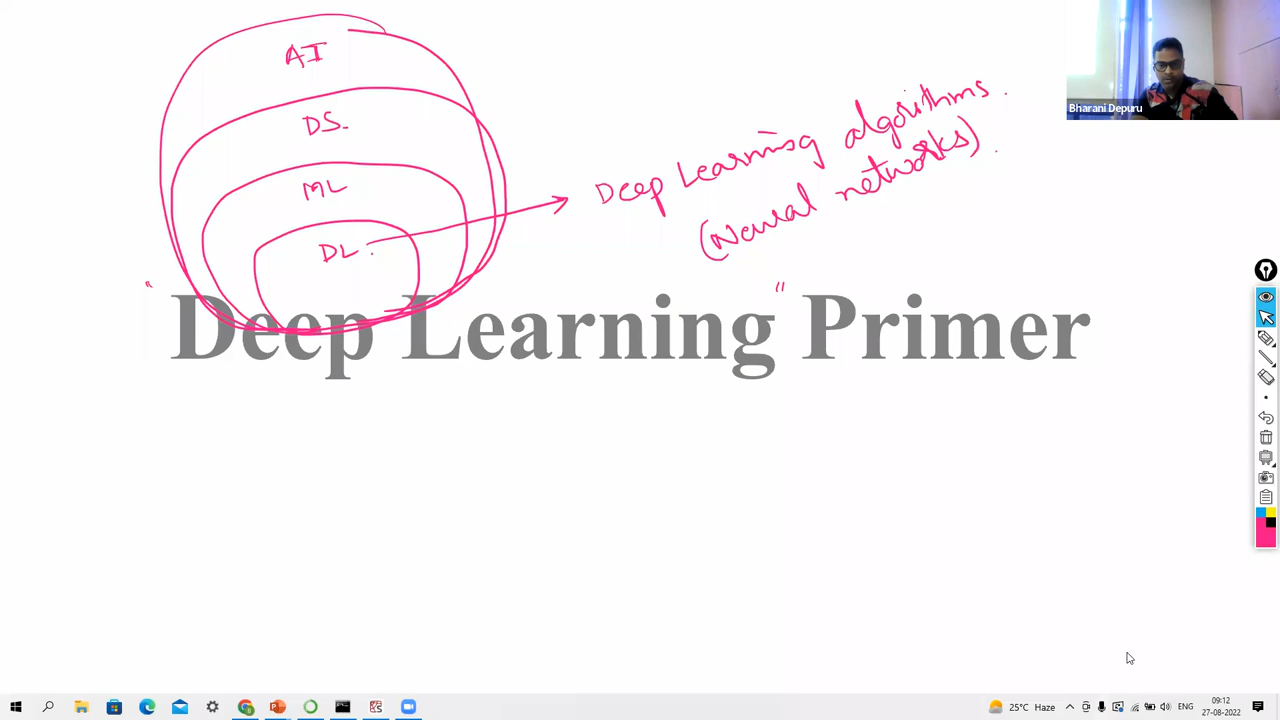 AI
DS.
ML
DL.
Deep Learning algorithms.
(Neural networks).
Bharani Depuru
" Deep Learning " Primer
25°C Haze
ENG
09:12
27-08-2022